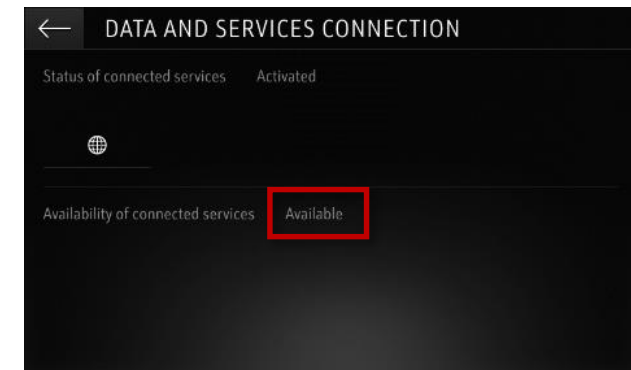 DATA AND SERVICES CONNECTION
Status of connected services Activated
Availability of connected services Available